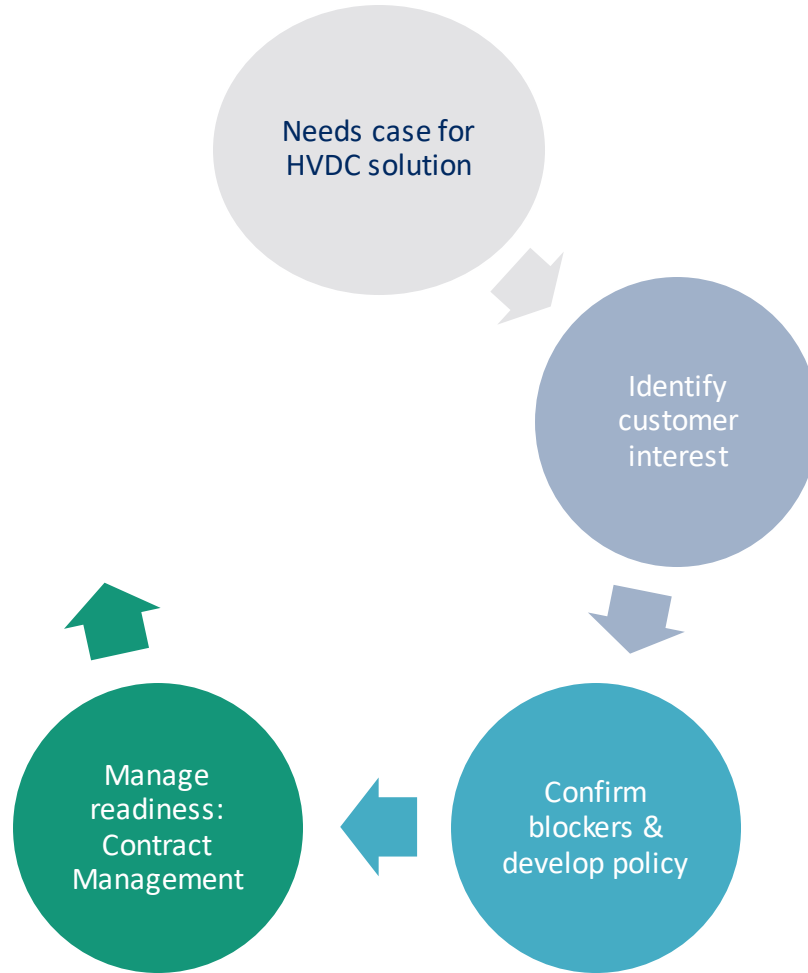 Needs case for
HVDC solution
Identify
customer
interest
Confirm
blockers &
develop policy
Manage
readiness:
Contract
Management